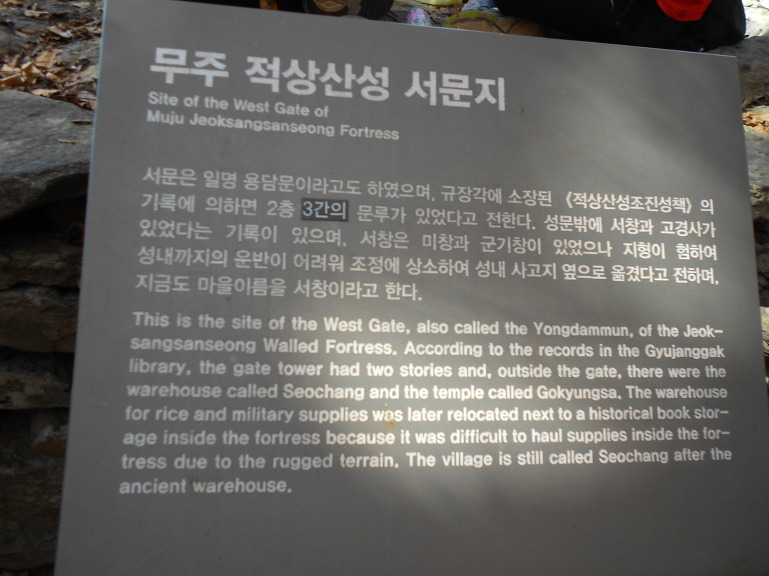 무주 적상산성 서문지
Site of the West Gate of
Muju Jeoksangsanseong Fortress
서문은 일명 용담문이라고도 하였으며, 규장각에 소장된 《적상산성조진성책》의
기록에 의하면 2층 3간의 문루가 있었다고 전한다. 성문밖에 서창과 고경사가
있었다는 기록이 있으며, 서창은 미창과 군기창이 있었으나 지형이 험하여
성내까지의 운반이 어려워 조정에 상소하여 성내 사고지 옆으로 옮겼다고 전하며,
지금도 마을이름을 서창이라고 한다.
This is the site of the West Gate, also called the Yongdammun, of the Jeok-
sangsanseong Walled Fortress. According to the records in the Gyujanggak
library, the gate tower had two stories and, outside the gate, there were the
warehouse called Seochang and the temple called Gokyungsa. The warehouse
for rice and military supplies was later relocated next to a historical book stor-
age inside the fortress because it was difficult to haul supplies inside the for-
tress due to the rugged terrain. The village is still called Seochang after the
ancient warehouse.